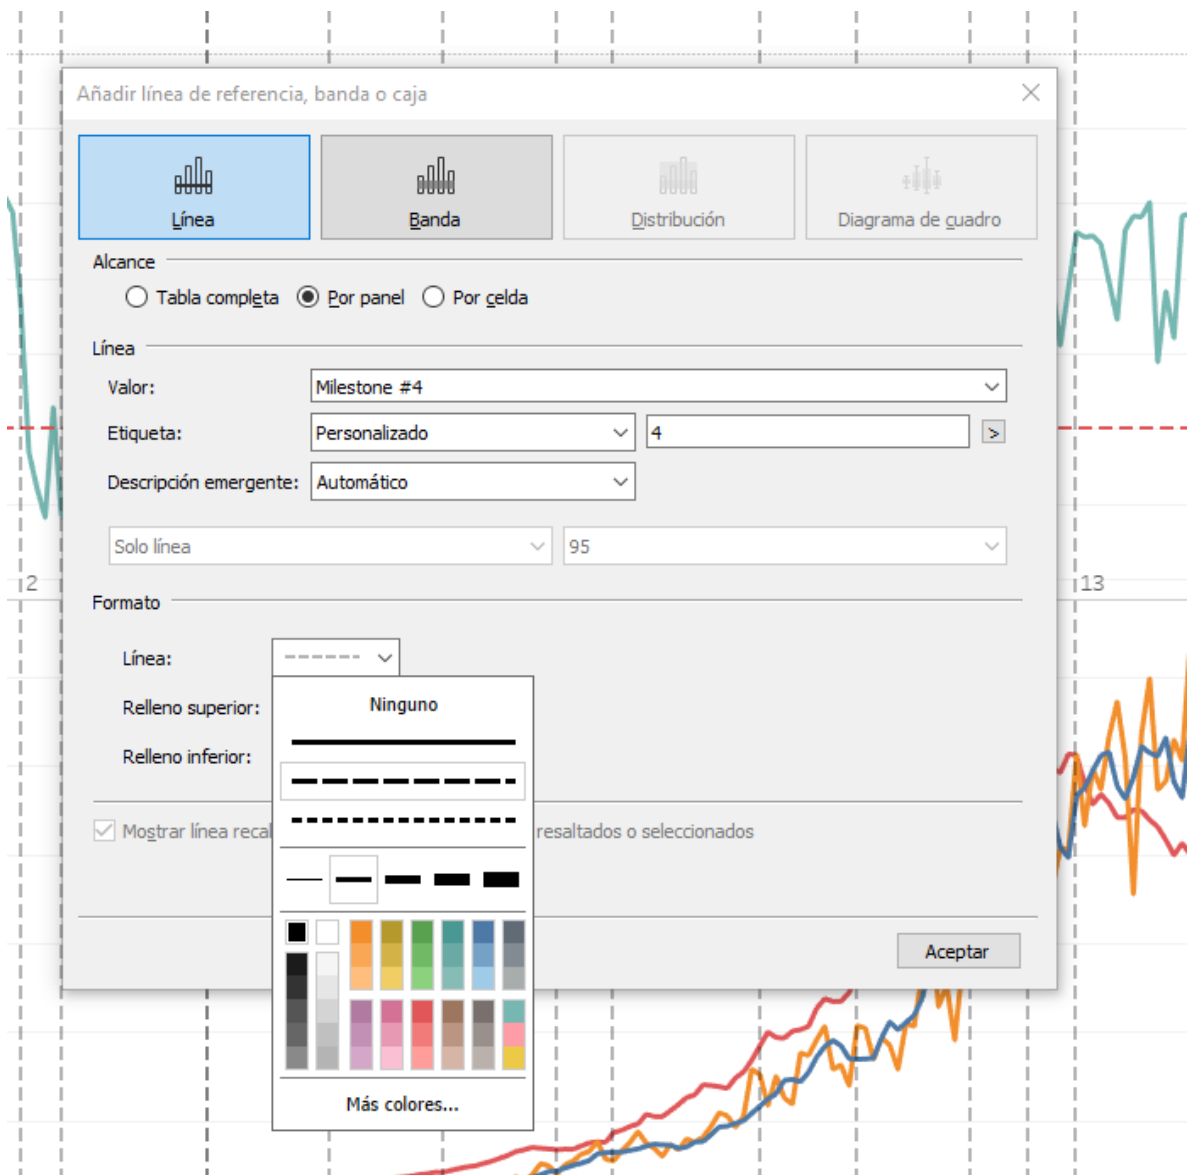 Añadir línea de referencia, banda o caja
Línea
Banda
Distribución
Diagrama de cuadro
Alcance
Tabla completa
Por panel
Por celda
Línea
Valor:
Milestone #4
Etiqueta:
Personalizado
4
>
Descripción emergente:
Automático
Solo línea
95
2
13
Formato
Línea:
Ninguno
Relleno superior:
Relleno inferior:
Mostrar línea recal
resaltados o seleccionados
Aceptar
Más colores...